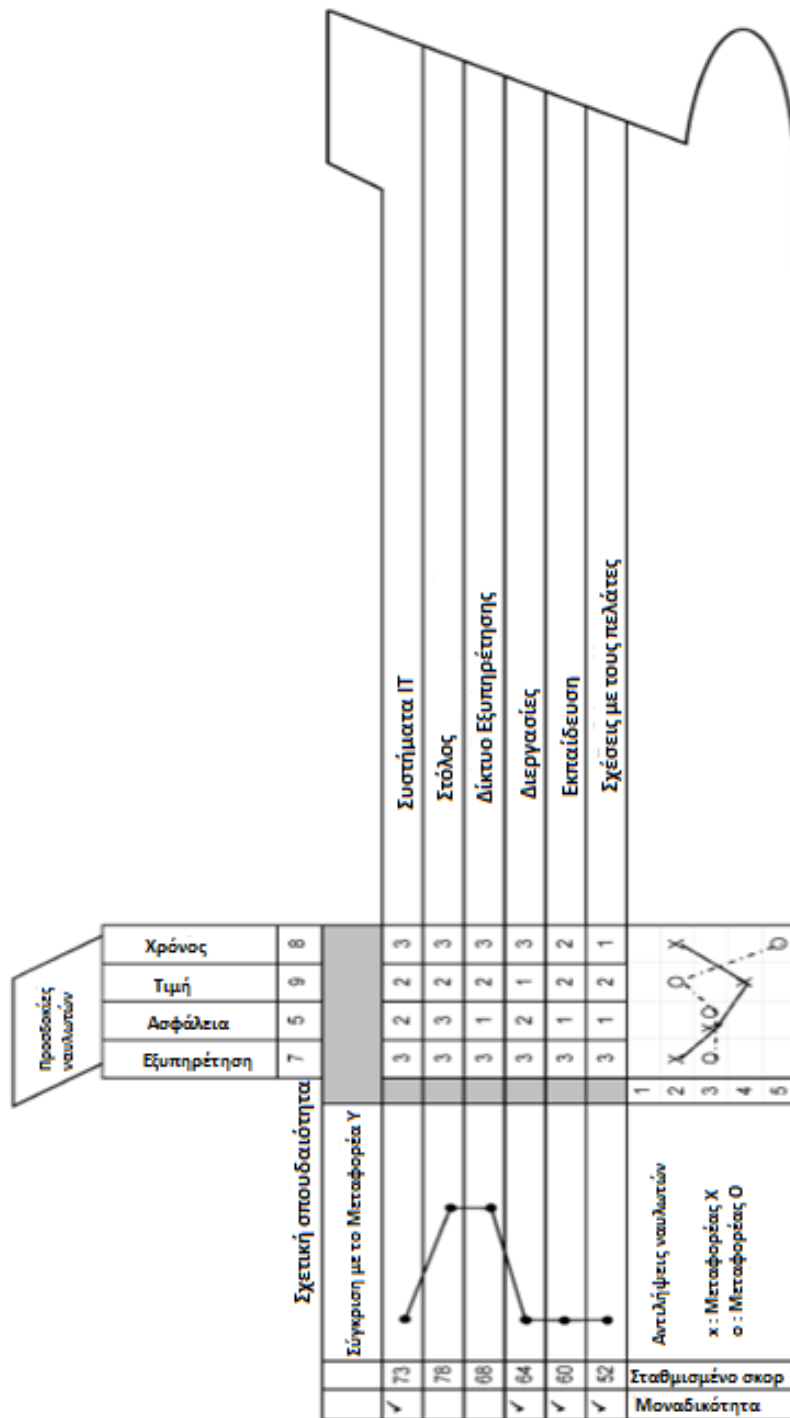 Προσδοκίες
ναυλωτών
Χρόνος 8
Τιμή 9
Ασφάλεια 5
Εξυπηρέτηση 7
Σχετική σπουδαιότητα
Σύγκριση με το Μεταφορέα Υ
Συστήματα ΙΤ
Στόλος
Δίκτυο Εξυπηρέτησης
Διεργασίες
Εκπαίδευση
Σχέσεις με τους πελάτες
3 3 3 3 2 1
2 2 2 1 2 2
2 3 1 2 1 1
3 3 3 3 3 3
1
2
3
4
5
X O X
O X O
X O
Αντιλήψεις ναυλωτών
x : Μεταφορέας X
o : Μεταφορέας O
73 78 68 64 60 52
Σταθμισμένο σκορ
✓ ✓ ✓ ✓
Μοναδικότητα